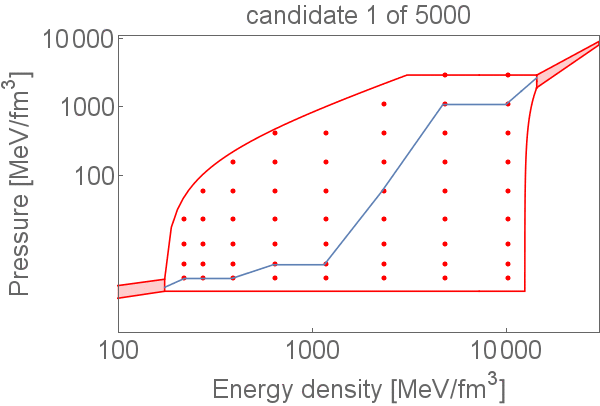 candidate 1 of 5000
Pressure [MeV/fm³]
10 000
1000
100
100
1000
10 000
Energy density [MeV/fm³]